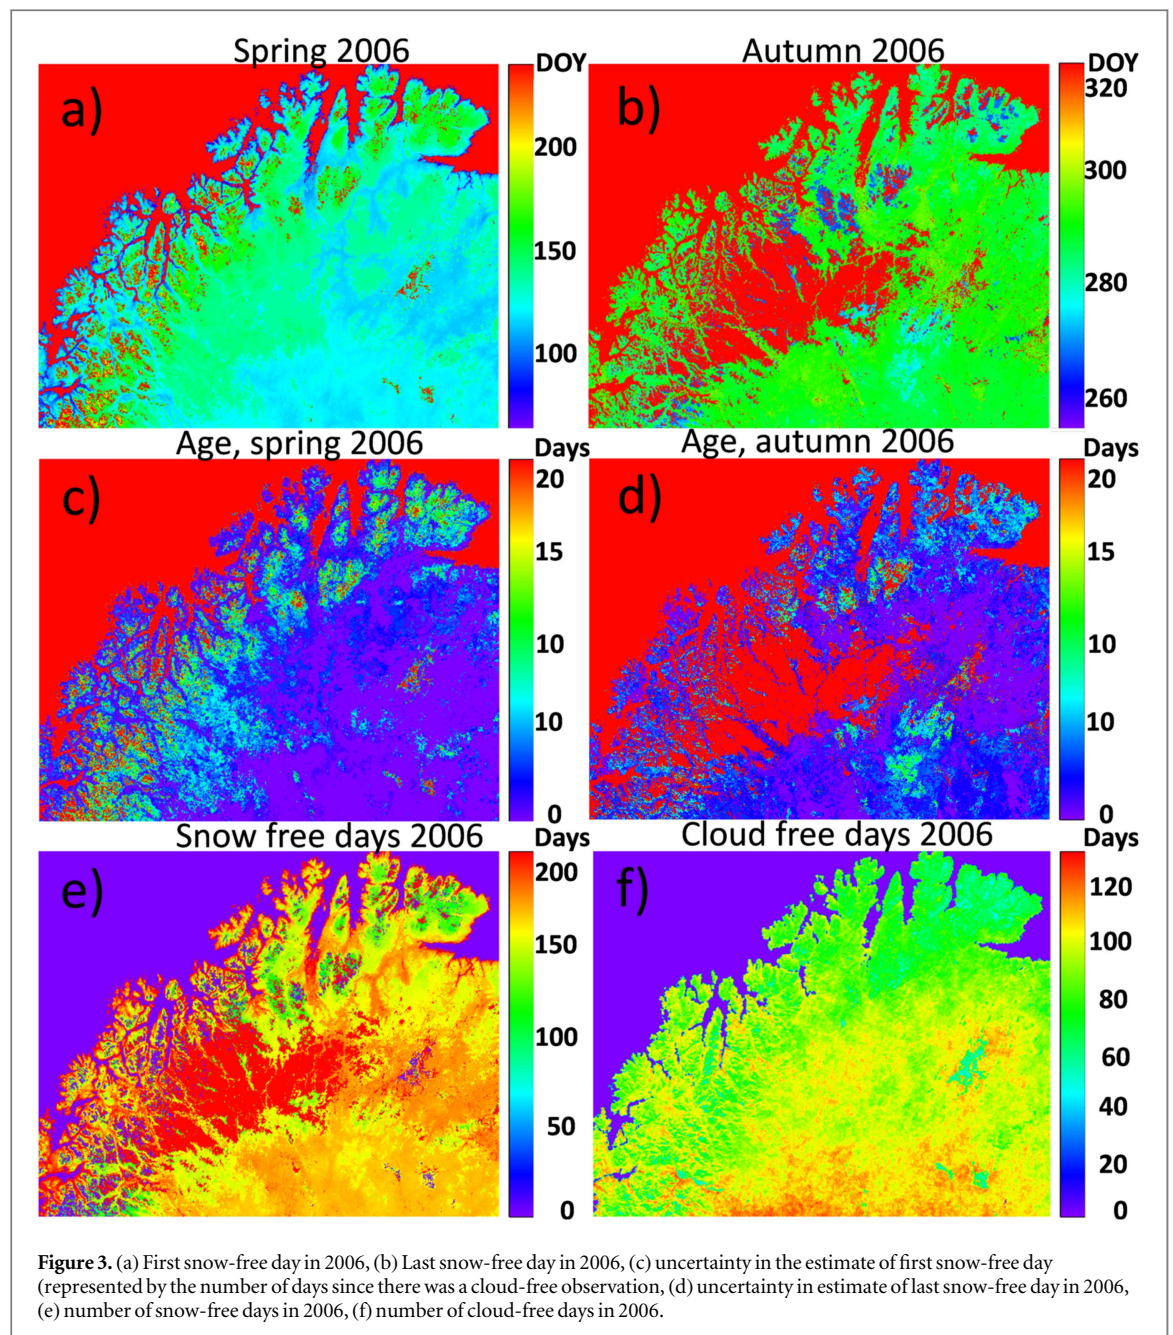 Spring 2006
DOY
a)
200
150
100
Autumn 2006
DOY
b)
320
300
280
260
Age, spring 2006
Days
c)
20
15
10
10
0
Age, autumn 2006
Days
d)
20
15
10
10
0
Snow free days 2006
Days
e)
200
150
100
50
0
Cloud free days 2006
Days
f)
120
100
80
60
40
20
0
Figure 3. (a) First snow-free day in 2006, (b) Last snow-free day in 2006, (c) uncertainty in the estimate of first snow-free day
(represented by the number of days since there was a cloud-free observation, (d) uncertainty in estimate of last snow-free day in 2006,
(e) number of snow-free days in 2006, (f) number of cloud-free days in 2006.